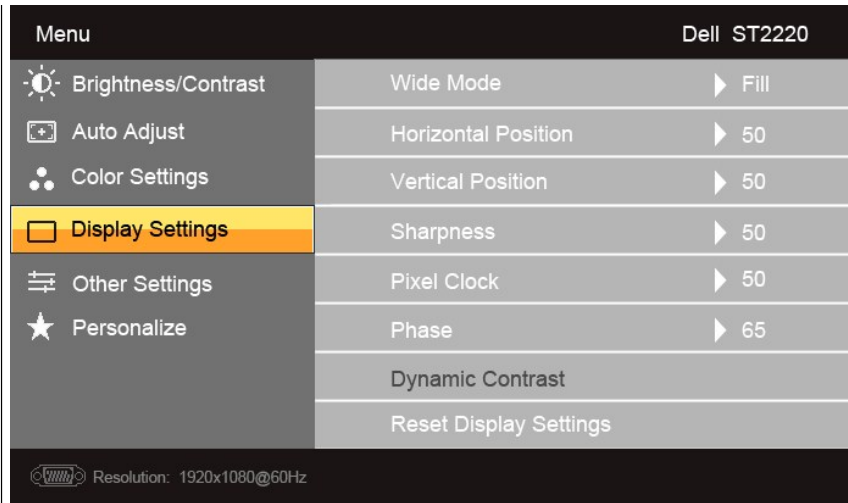 Menu
Dell ST2220
Brightness/Contrast
Auto Adjust
Color Settings
Display Settings
Other Settings
Personalize
Wide Mode Fill
Horizontal Position 50
Vertical Position 50
Sharpness 50
Pixel Clock 50
Phase 65
Dynamic Contrast
Reset Display Settings
Resolution: 1920x1080@60Hz